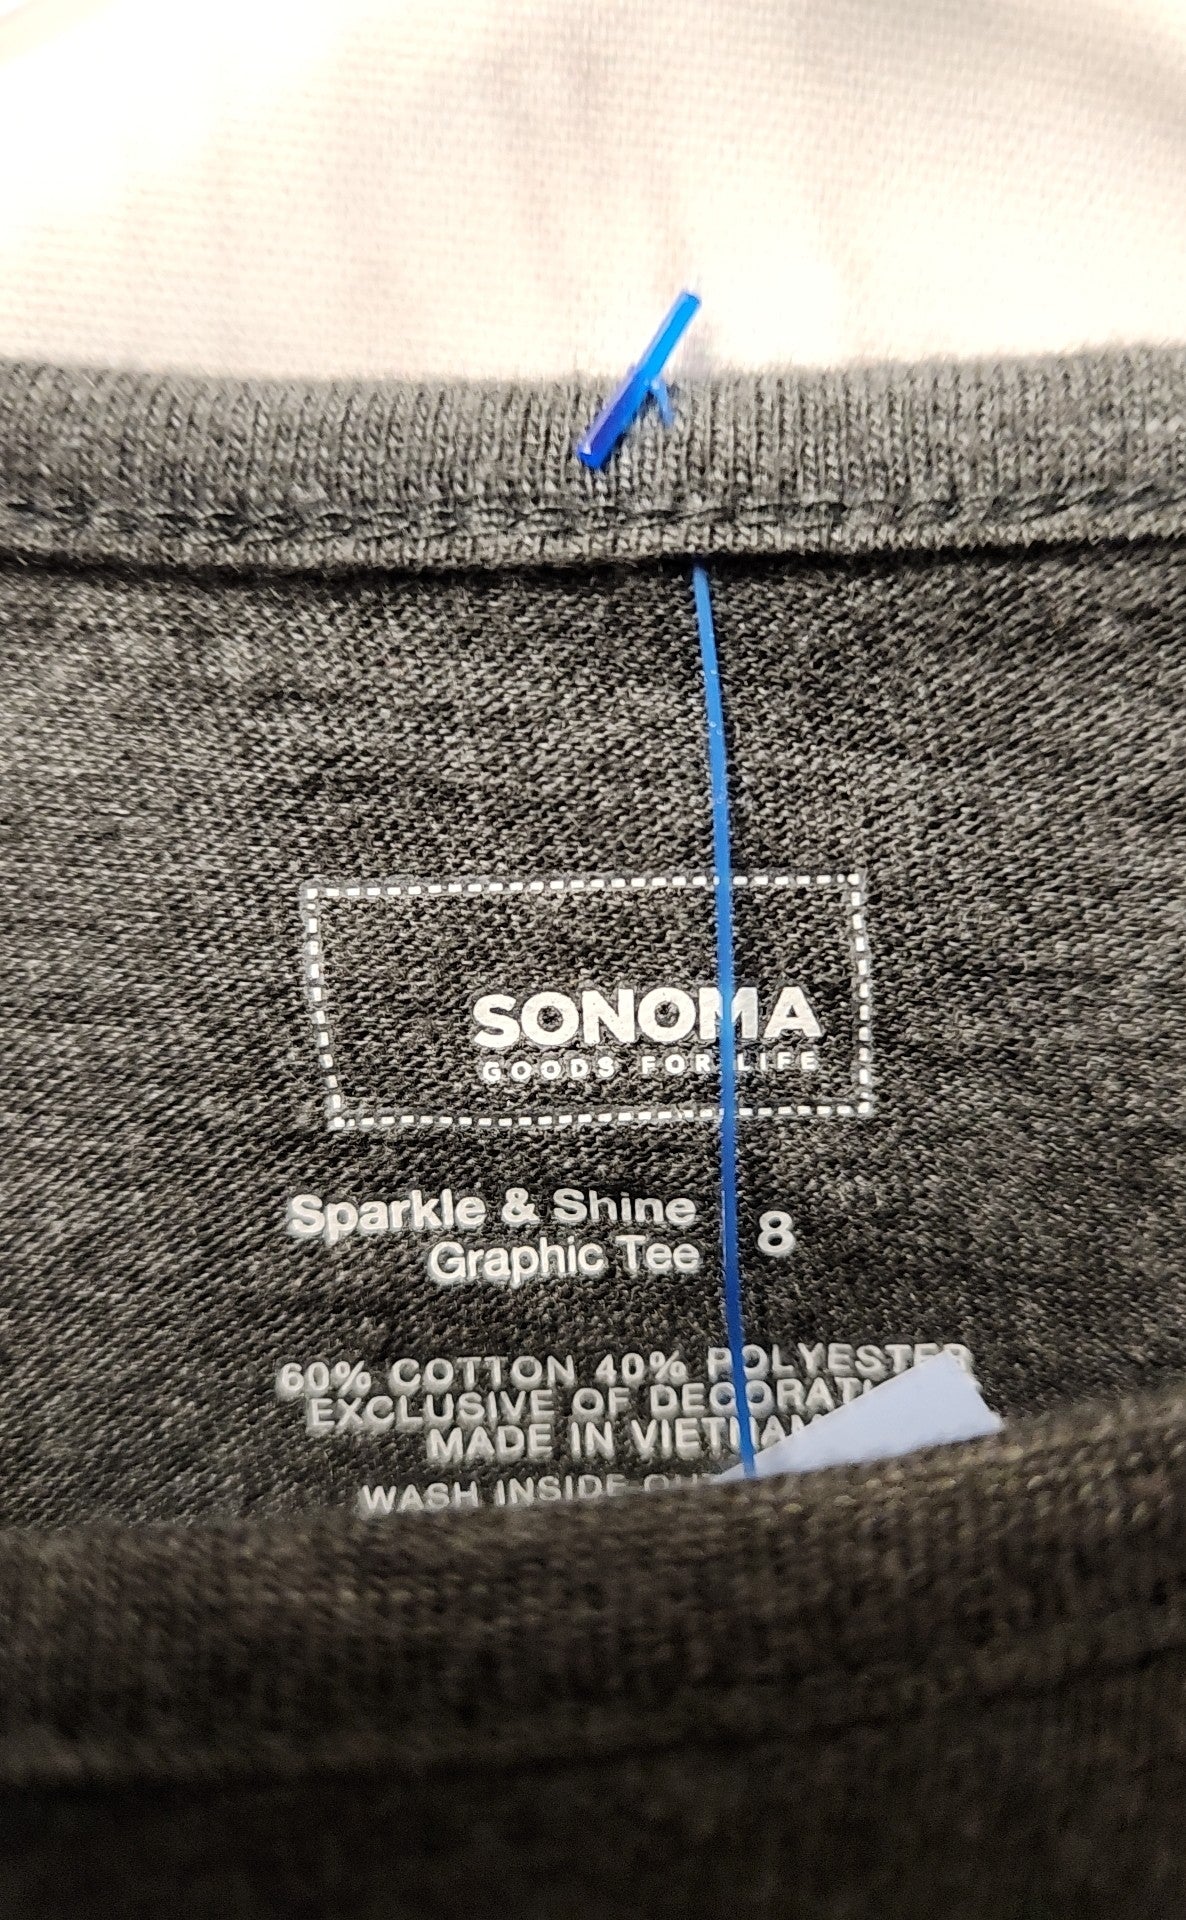 SONOMA
GOODS FOR LIFE
Sparkle & Shine 8
Graphic Tee
60% COTTON 40% POLYESTER
EXCLUSIVE OF
MADE IN VIETNAM
WASH INSIDE